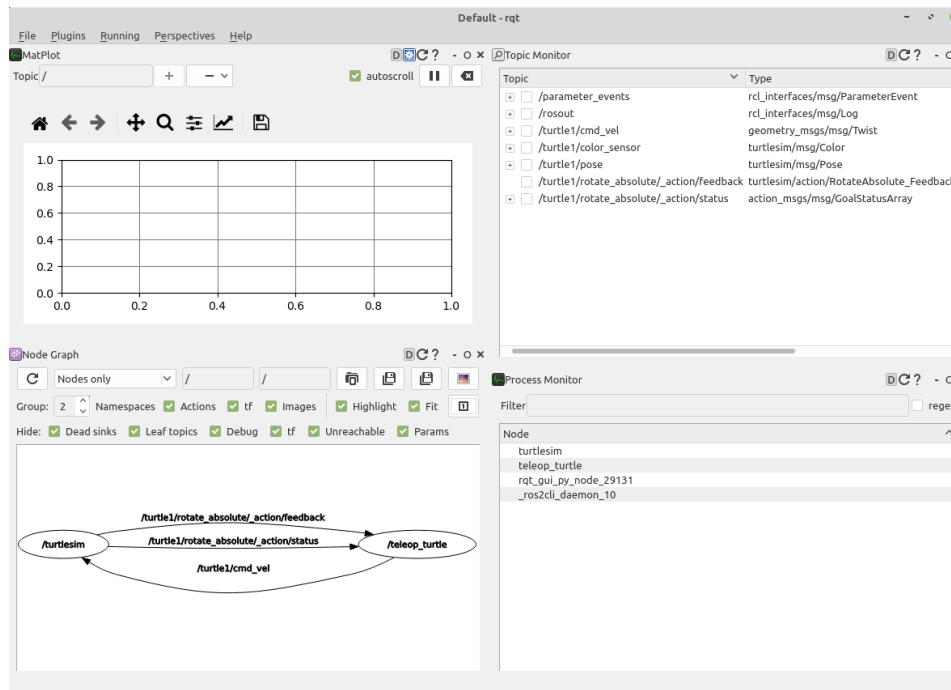 Default - rqt
File Plugins Running Perspectives Help
MatPlot
D C ? - O ×
Topic / + - autoscroll
1.0
0.8
0.6
0.4
0.2
0.0
0.0 0.2 0.4 0.6 0.8 1.0
Topic Monitor
D C ? - O
Topic Type
/parameter_events rcl_interfaces/msg/ParameterEvent
/rosout rcl_interfaces/msg/Log
/turtle1/cmd_vel geometry_msgs/msg/Twist
/turtle1/color_sensor turtlesim/msg/Color
/turtle1/pose turtlesim/msg/Pose
/turtle1/rotate_absolute/_action/feedback turtlesim/action/RotateAbsolute_Feedbac
/turtle1/rotate_absolute/_action/status action_msgs/msg/GoalStatusArray
Node Graph
D C ? - O ×
Nodes only / /
Group: 2 Namespaces Actions tf Images Highlight Fit 1
Hide: Dead sinks Leaf topics Debug tf Unreachable Params
/turtle1/rotate_absolute/_action/feedback
/turtlesim /turtle1/rotate_absolute/_action/status /teleop_turtle
/turtle1/cmd_vel
Process Monitor
D C ? - O
Filter rege
Node
turtlesim
teleop_turtle
rqt_gui_py_node_29131
_ros2cli_daemon_10